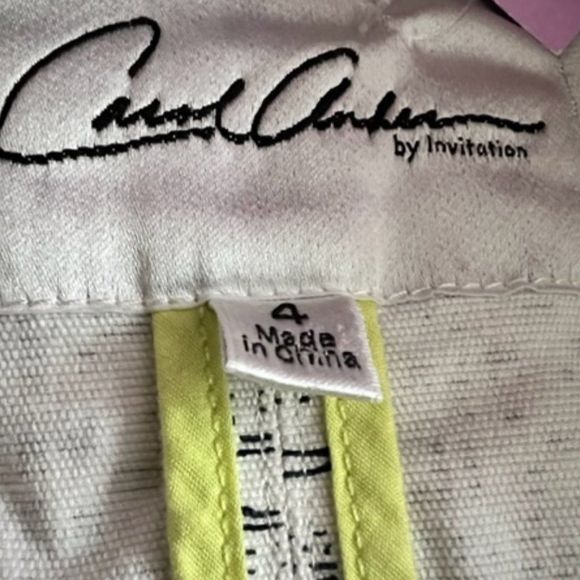 Carol Anderson
by Invitation
4
Made
in China